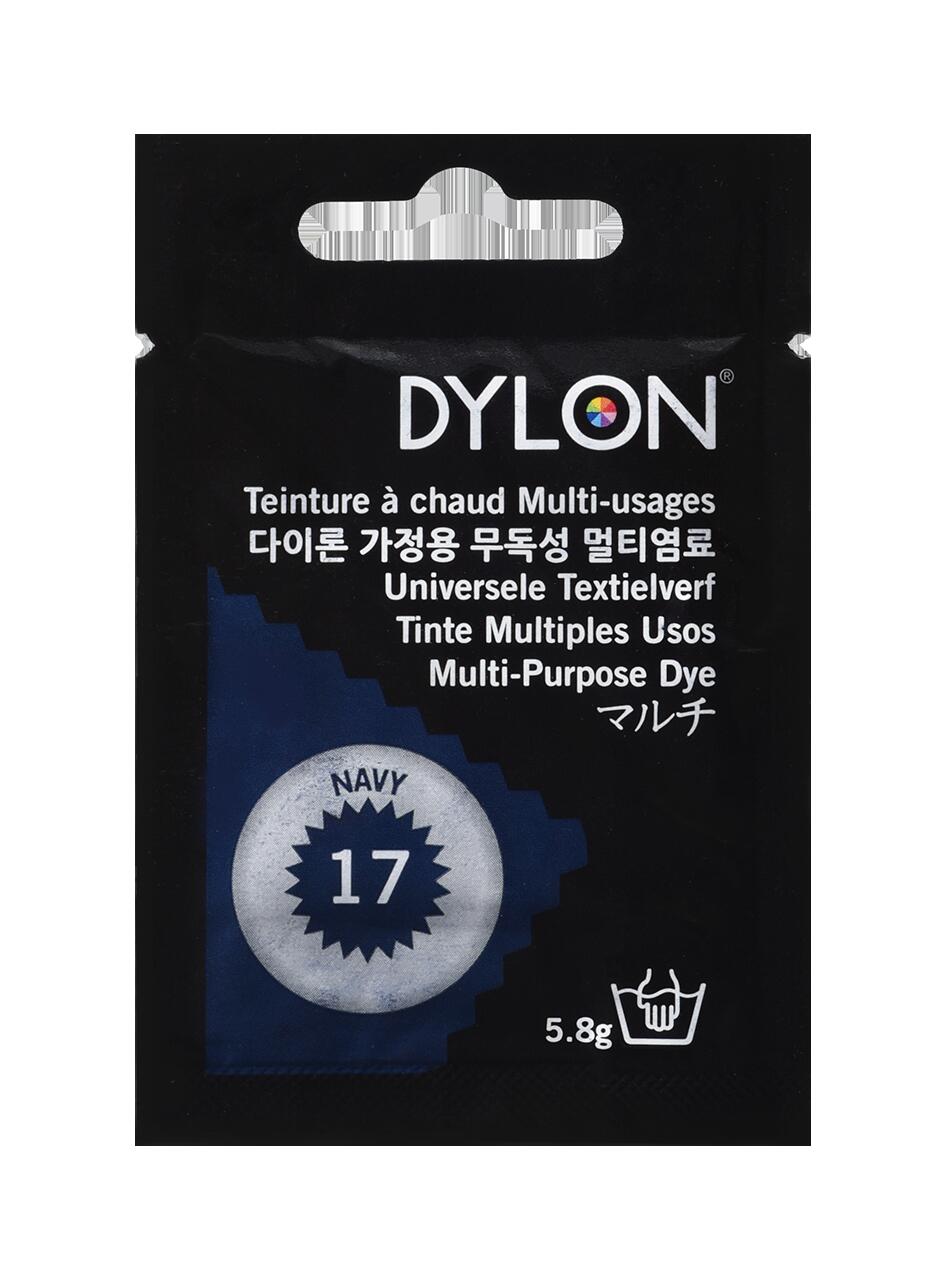 DYLON®
Teinture à chaud Multi-usages
다이론 가정용 무독성 멀티염료
Universele Textielverf
Tinte Multiples Usos
Multi-Purpose Dye
マルチ
NAVY
17
5.8g